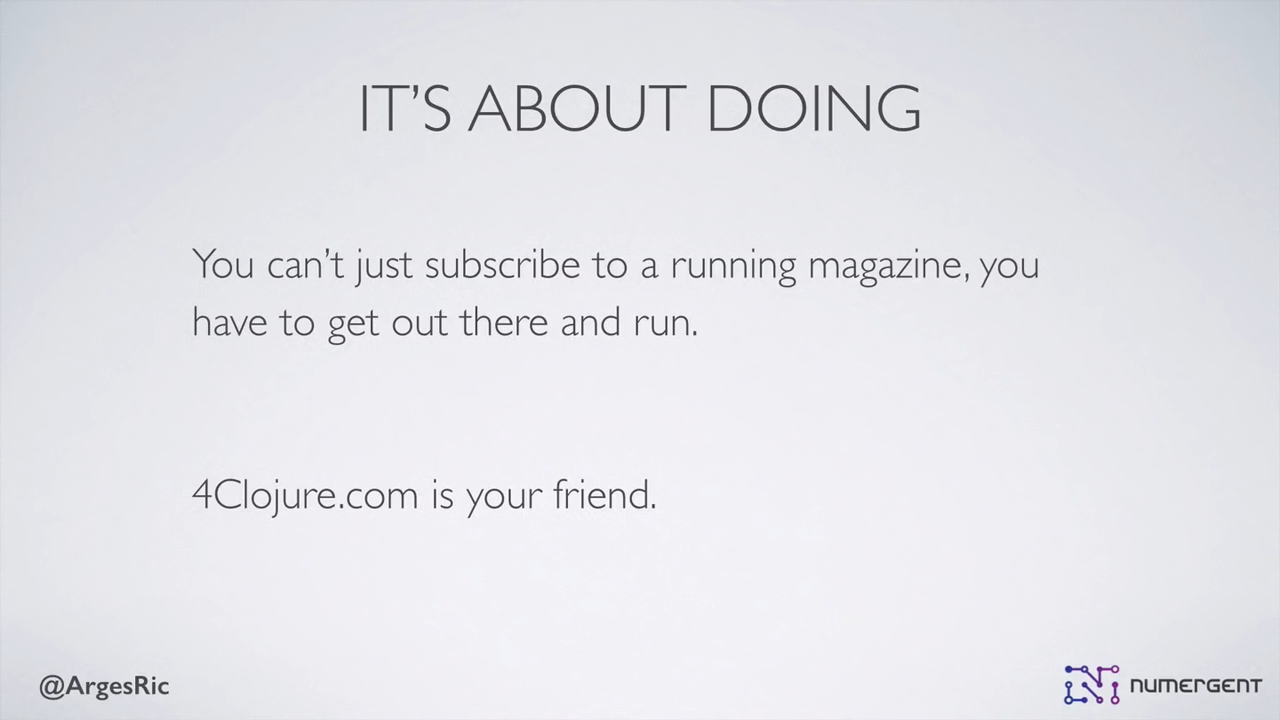 IT’S ABOUT DOING
You can’t just subscribe to a running magazine, you
have to get out there and run.
4Clojure.com is your friend.
@ArgesRic
NUMERGENT